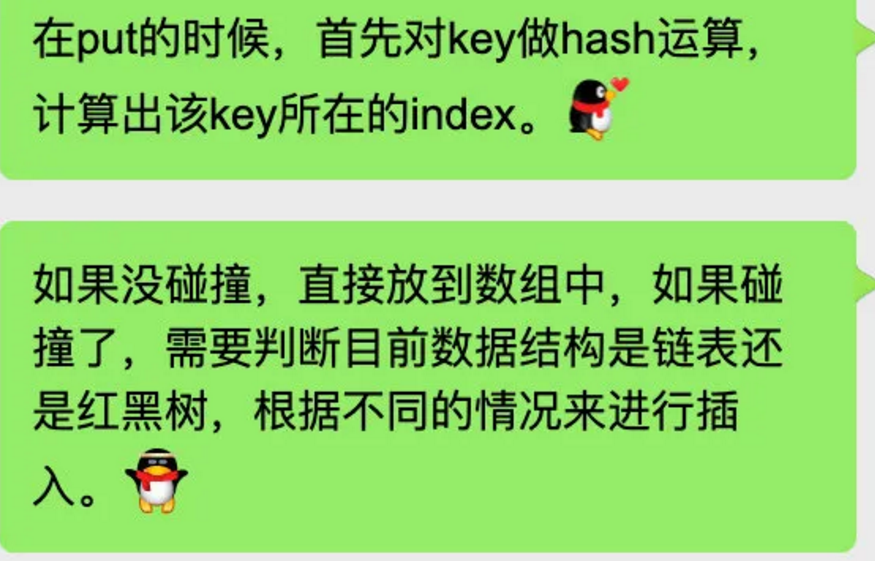 在put的时候，首先对key做hash运算，
计算出该key所在的index。
如果没碰撞，直接放到数组中，如果碰
撞了，需要判断目前数据结构是链表还
是红黑树，根据不同的情况来进行插
入。